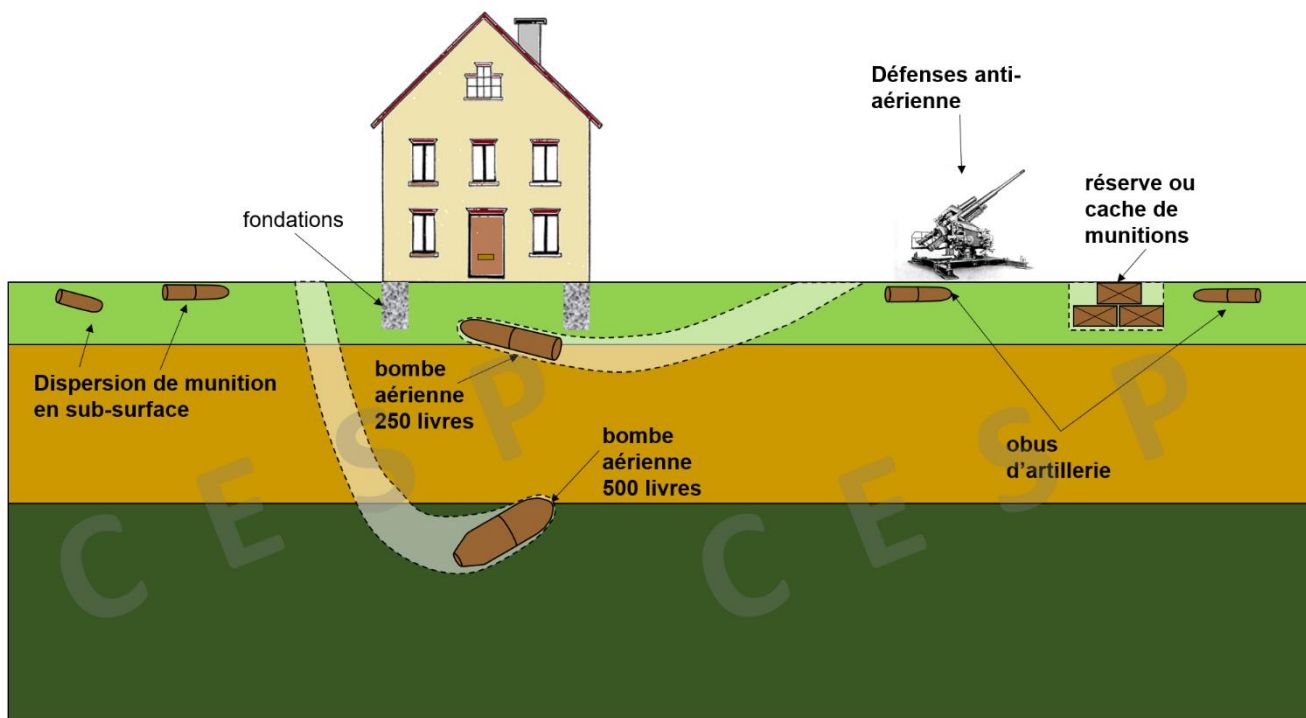 Défenses anti-
aérienne
réserve ou
cache de
munitions
fondations
Dispersion de munition
en sub-surface
bombe
aérienne
250 livres
bombe
aérienne
500 livres
obus
d’artillerie
C E S P
C E S P